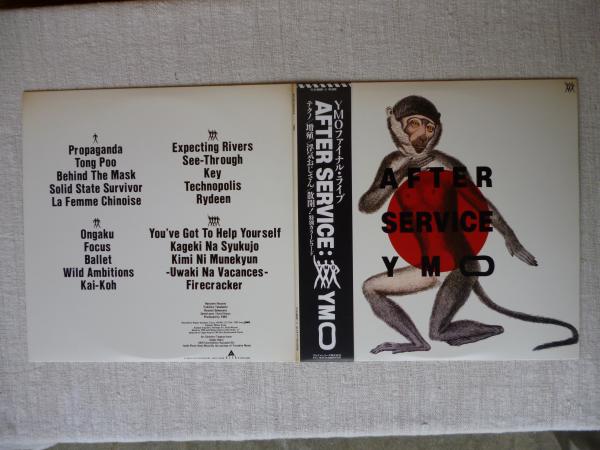 Propaganda
Tong Poo
Behind The Mask
Solid State Survivor
La Femme Chinoise
Expecting Rivers
See-Through
Key
Technopolis
Rydeen
Ongaku
Focus
Ballet
Wild Ambitions
Kai-Koh
You've Got To Help Yourself
Kageki Na Syukujo
Kimi Ni Munekyun
-Uwaki Na Vacances-
Firecracker
YMOファイナル・ライブ
AFTER SERVICE: YMO
AFTER
SERVICE
YMO